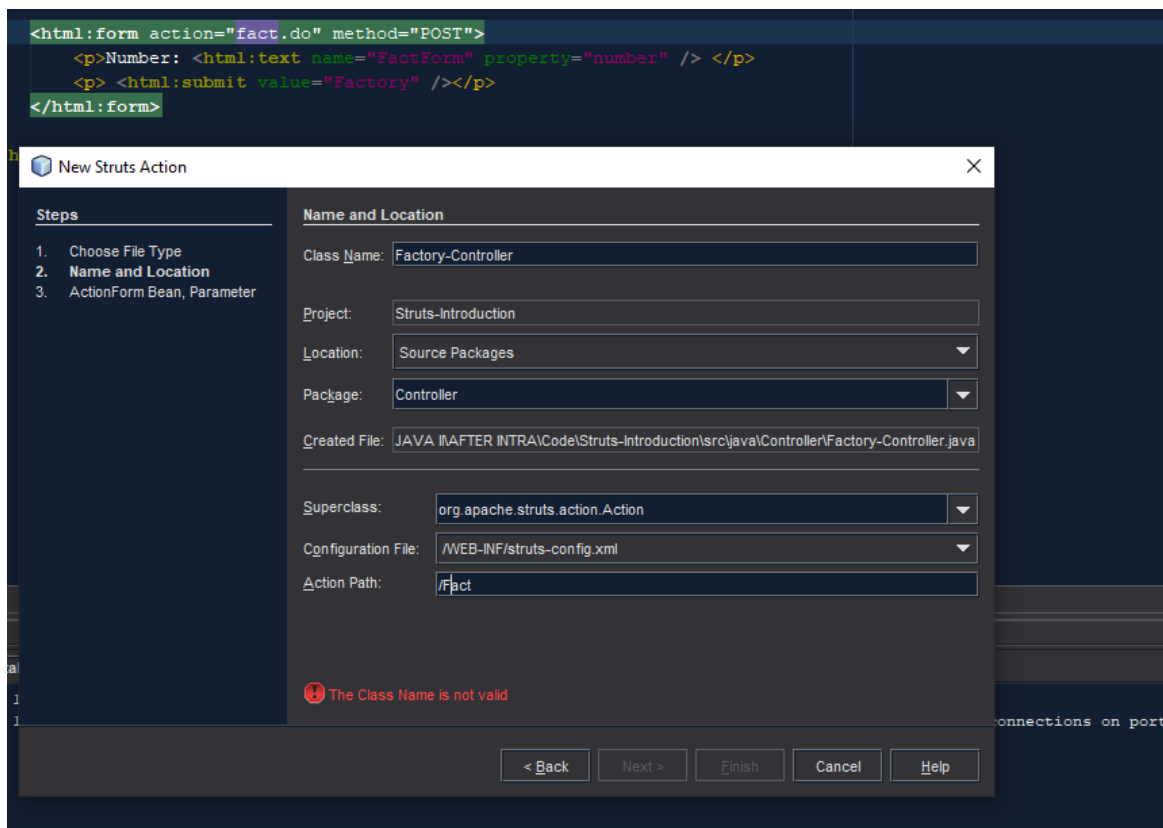 <html:form action="fact.do" method="POST">
<p>Number: <html:text name="FactForm" property="number" /> </p>
<p> <html:submit value="Factory" /></p>
</html:form>
h
New Struts Action
Steps
1. Choose File Type
2. Name and Location
3. ActionForm Bean, Parameter
Name and Location
Class Name: Factory-Controller
Project: Struts-Introduction
Location: Source Packages
Package: Controller
Created File: JAVA II\AFTER INTRA\Code\Struts-Introduction\src\java\Controller\Factory-Controller.java
Superclass: org.apache.struts.action.Action
Configuration File: /WEB-INF/struts-config.xml
Action Path: /Fact
The Class Name is not valid
onnections on port
< Back Next > Finish Cancel Help